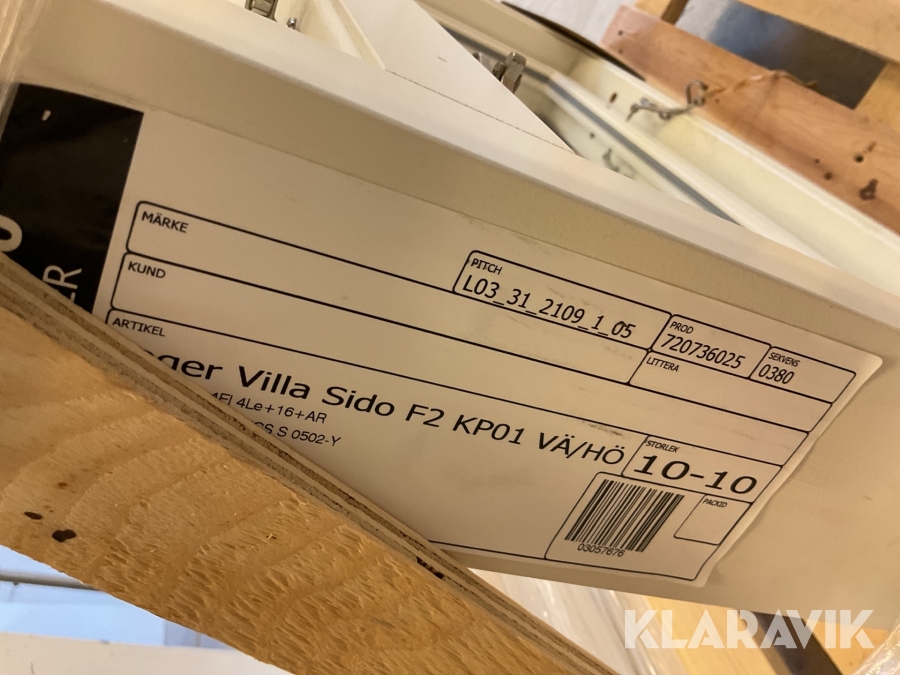 MÄRKE
PITCH
L03_31_2109_1_05
PROD
720736025
SEKVENS
0380
KUND
LITTERA
ARTIKEL
Villa Sido F2 KP01 VÄ/HÖ
STORLEK
10-10
4Le+16+AR
S 0502-Y
PACKID
03057676
KLARAVIK